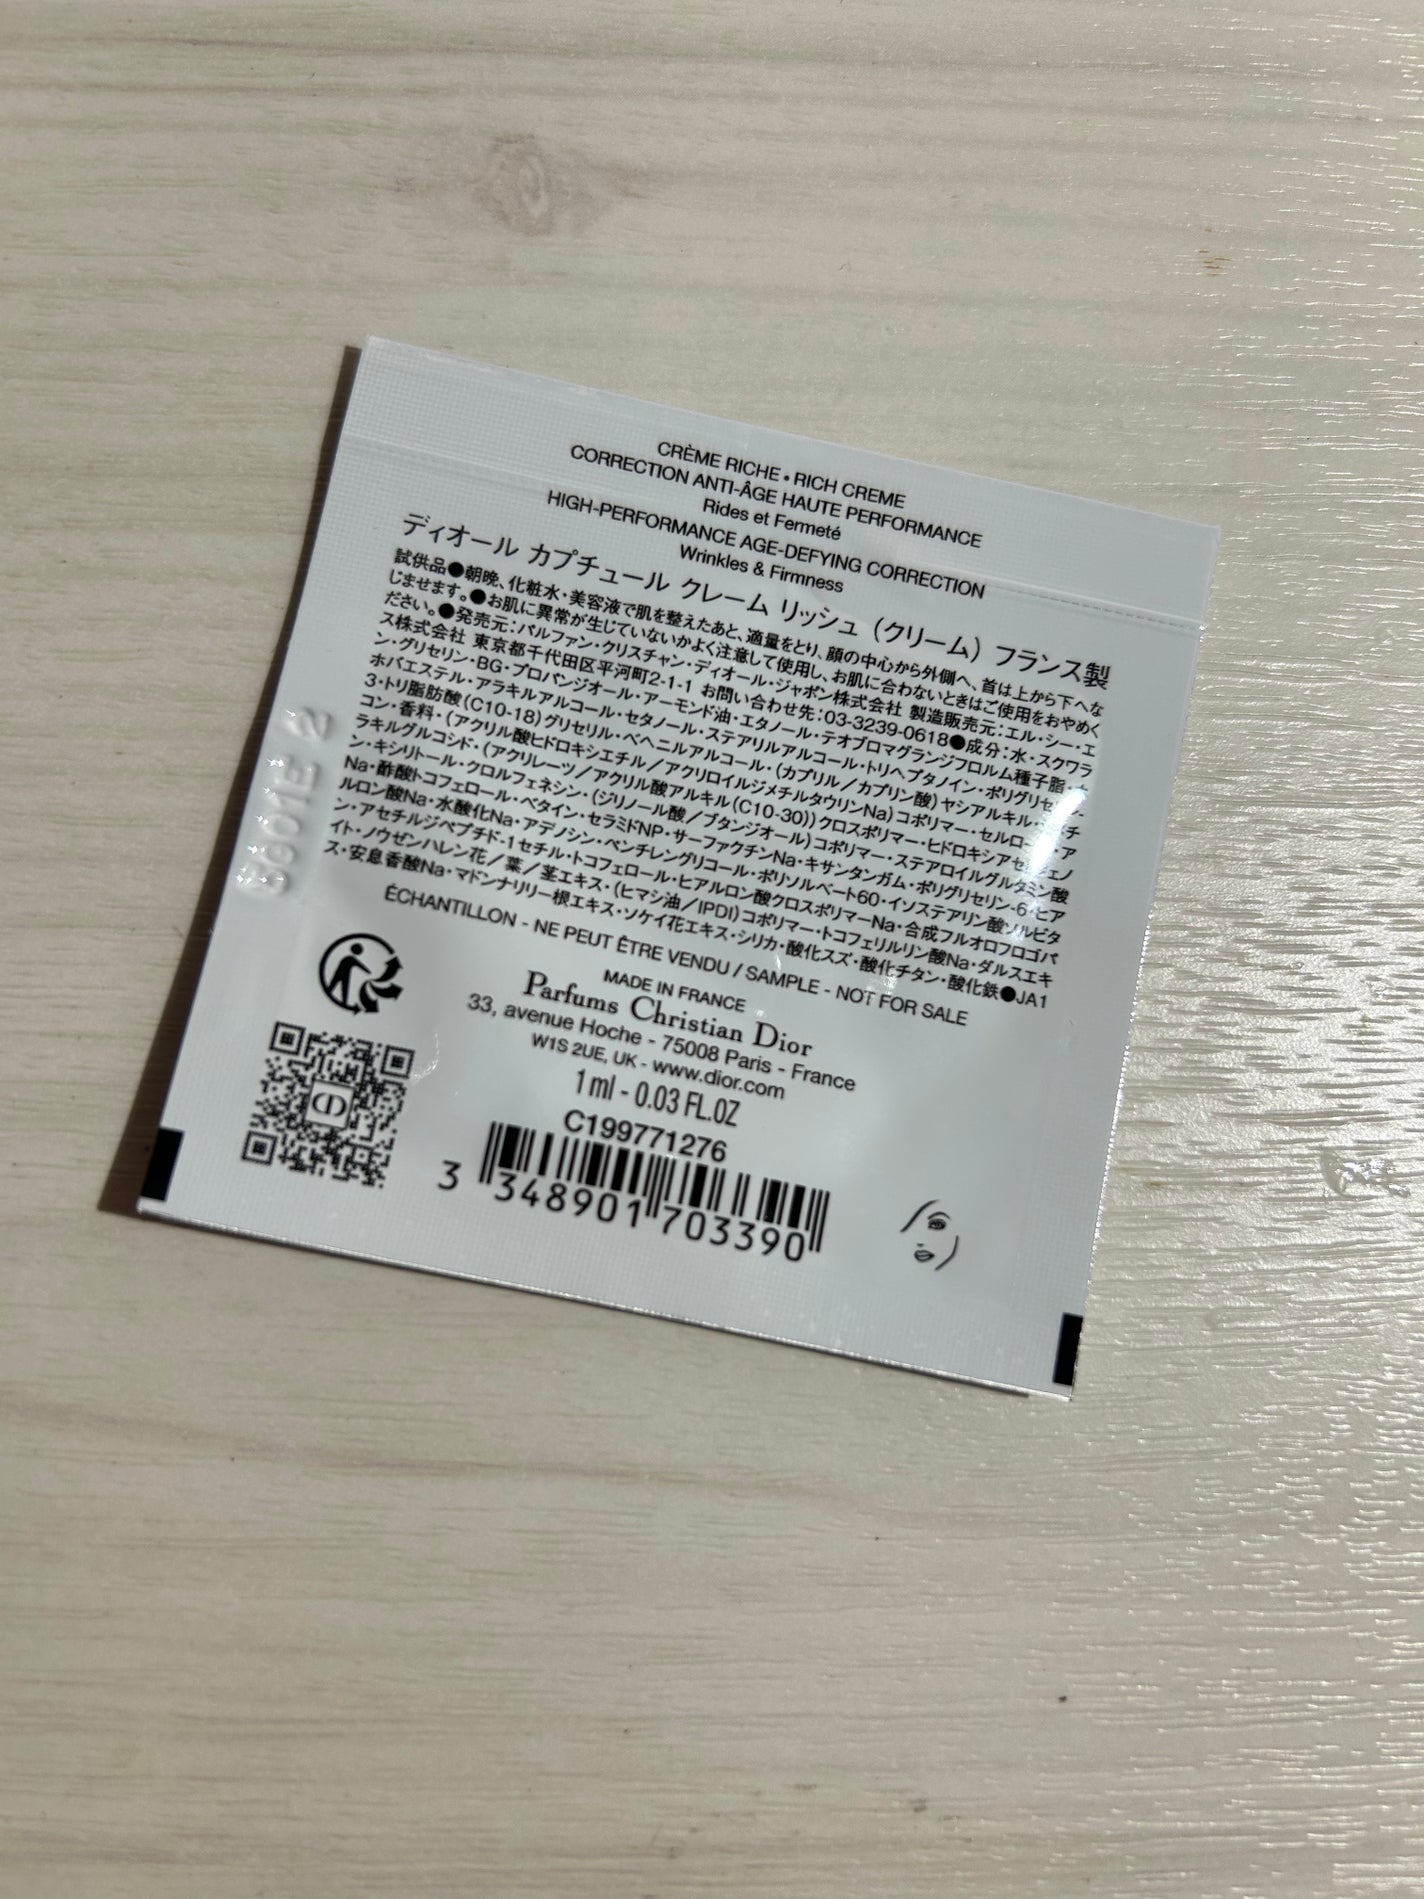 CRÈME RICHE • RICH CREME
CORRECTION ANTI-ÂGE HAUTE PERFORMANCE
Rides et Fermeté
HIGH-PERFORMANCE AGE-DEFYING CORRECTION
Wrinkles & Firmness
ディオール カプチュール クレーム リッシュ（クリーム）フランス製
試供品●朝晩、化粧水・美容液で肌を整えたあと、適量をとり、顔の中心から外側へ、首は上から下へな
じませます。●お肌に異常が生じていないかよく注意して使用し、お肌に合わないときはご使用をおやめく
ださい。●発売元：パルファン・クリスチャン・ディオール・ジャポン株式会社 製造販売元：エル・シー・エ
ス株式会社 東京都千代田区平河町2-1-1 お問い合わせ先：03-3239-0618●成分：水・スクワラ
ン・グリセリン・BG・プロパンジオール・アーモンド油・エタノール・テオブロマグランジフロルム種子脂・
ホバエステル・アラキルアルコール・セタノール・ステアリルアルコール・トリヘプタノイン・ポリグリセリン-
3・トリ脂肪酸(C10-18)グリセリル・ベヘニルアルコール・(カプリル／カプリン酸)ヤシアルキル・
コン・香料・(アクリル酸ヒドロキシエチル／アクリロイルジメチルタウリンNa)コポリマー・セルロース・ア
ラキルグルコシド・(アクリレーツ／アクリル酸アルキル(C10-30))クロスポリマー・ヒドロキシアセトフェノ
ン・キシリトール・クロルフェネシン・(ジリノール酸／ブタンジオール)コポリマー・ステアロイルグルタミン酸
Na・酢酸トコフェロール・ベタイン・セラミドNP・サーファクチンNa・キサンタンガム・ポリグリセリン-6・ヒア
ルロン酸Na・水酸化Na・アデノシン・ペンチレングリコール・ポリソルベート60・イソステアリン酸ソルビタ
ン・アセチルジペプチド-1セチル・トコフェロール・ヒアルロン酸クロスポリマーNa・合成フルオロフロゴパ
イト・ノウゼンハレン花／葉／茎エキス・(ヒマシ油／IPDI)コポリマー・トコフェリルリン酸Na・ダルスエキ
ス・安息香酸Na・マドンナリリー根エキス・ソケイ花エキス・シリカ・酸化スズ・酸化チタン・酸化鉄●JA1
ÉCHANTILLON - NE PEUT ÊTRE VENDU / SAMPLE - NOT FOR SALE
MADE IN FRANCE
Parfums Christian Dior
33, avenue Hoche - 75008 Paris - France
W1S 2UE, UK - www.dior.com
1 ml - 0.03 FL.OZ
C199771276
3 348901 703390